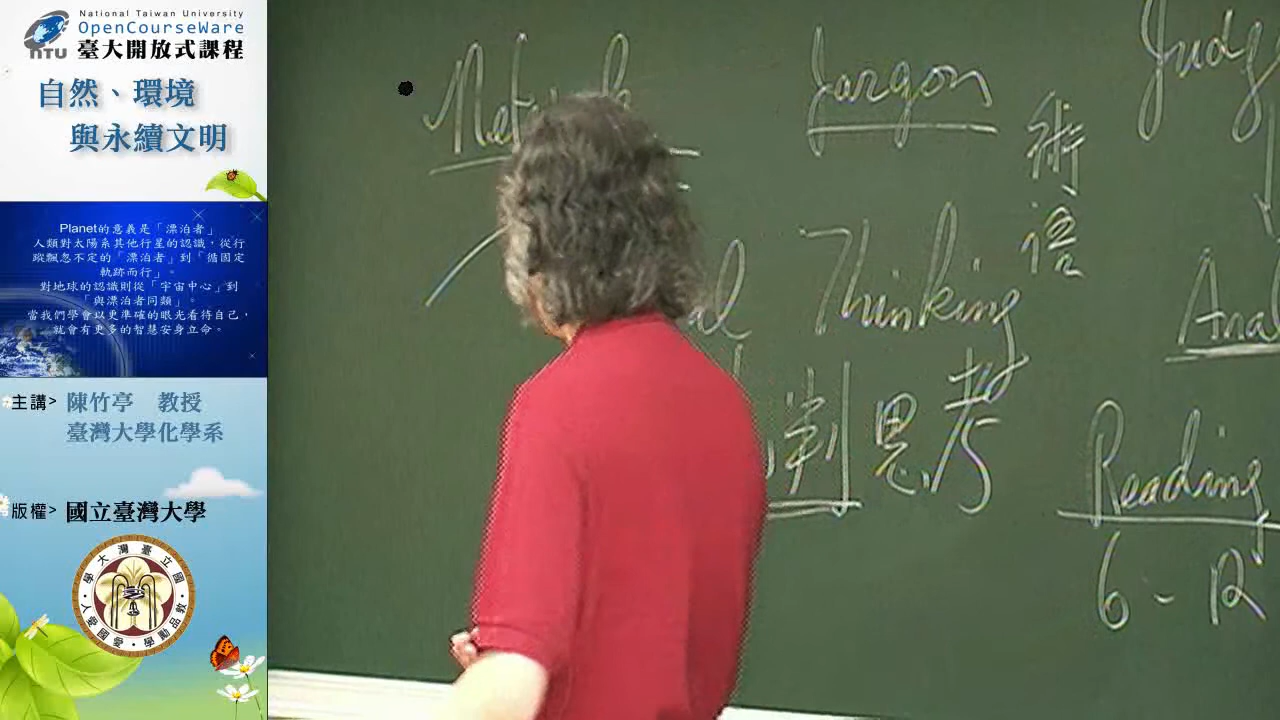 National Taiwan University
OpenCourseWare
NTU 臺大開放式課程
自然、環境
與永續文明
Planet的意義是「漂泊者」
人類對太陽系其他行星的認識，從行
蹤飄忽不定的「漂泊者」到「循固定
軌跡而行」。
對地球的認識則從「宇宙中心」到
「與漂泊者同類」。
當我們學會以更準確的眼光看待自己，
就會有更多的智慧安身立命。
主講> 陳竹亭 教授
臺灣大學化學系
版權> 國立臺灣大學
Jargon
術語
Thinking
判思考
Reading
6 - 12